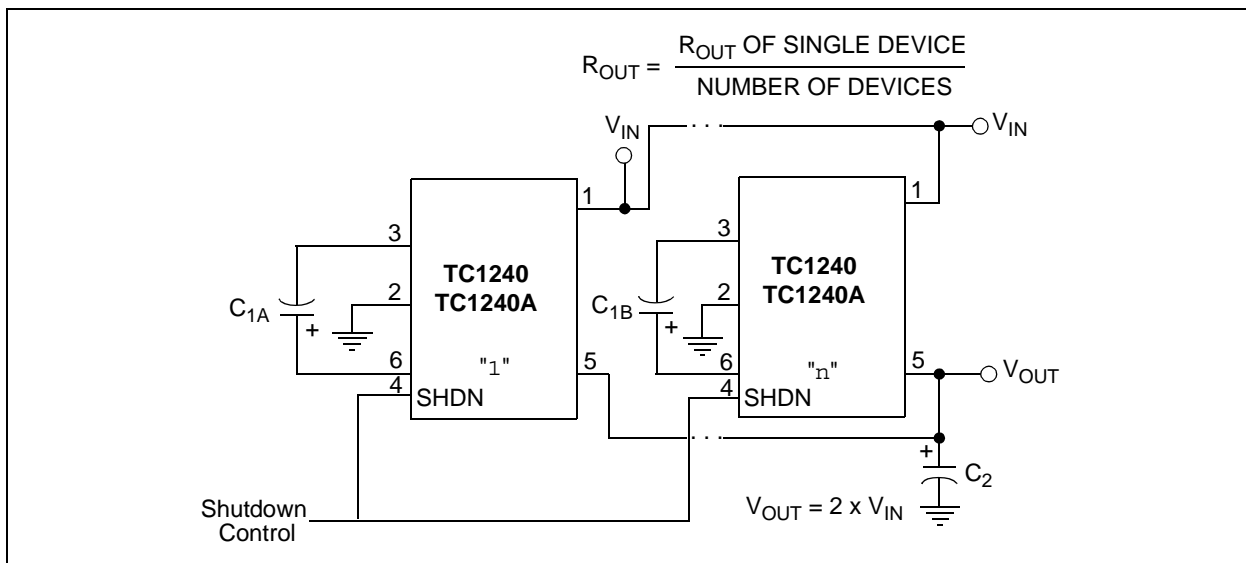 R_OUT = R_OUT OF SINGLE DEVICE
NUMBER OF DEVICES
V_IN
V_IN
1
1
3
3
TC1240
TC1240A
TC1240
TC1240A
2
2
C_1A
+
C_1B
+
"1"
"n"
6
5
6
5
V_OUT
4
SHDN
4
SHDN
+
C_2
Shutdown
Control
V_OUT = 2 x V_IN